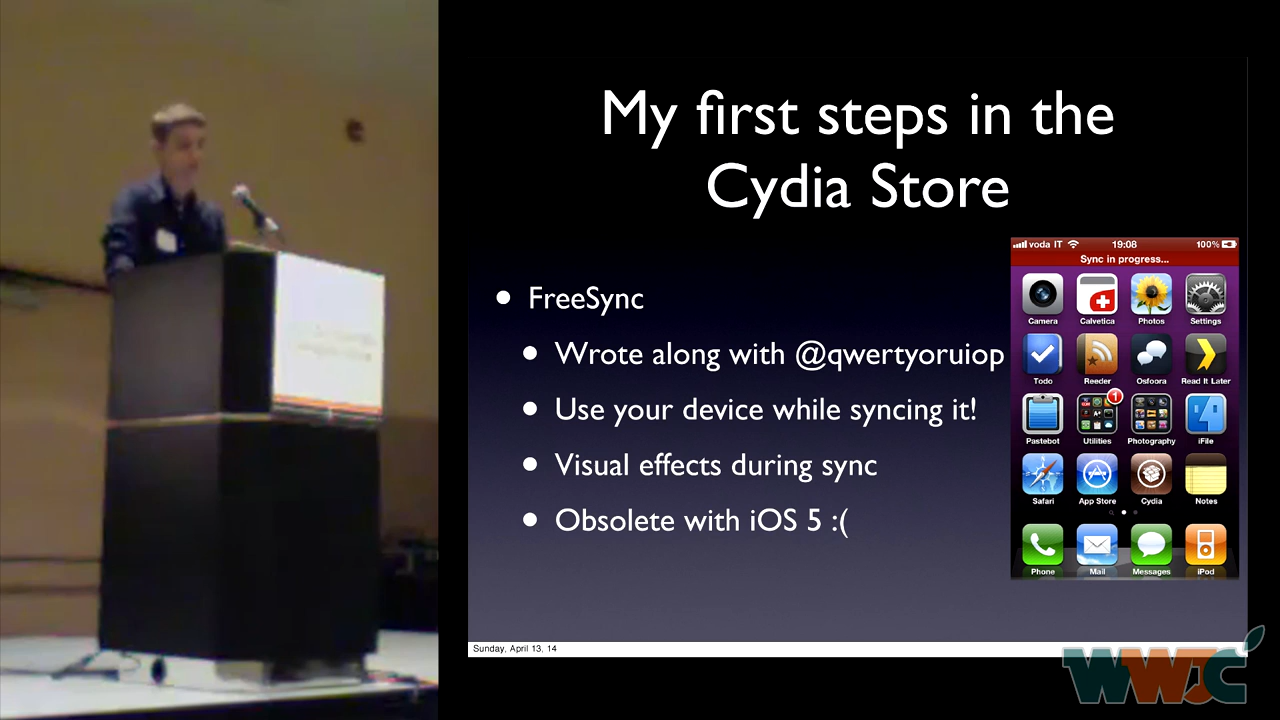 My first steps in the
Cydia Store
FreeSync
Wrote along with @qwertyoruiop
Use your device while syncing it!
Visual effects during sync
Obsolete with iOS 5 :(
voda IT 19:08 100%
Sync in progress...
Camera Calvetica Photos Settings
Todo Reeder Osfoora Read It Later
1
Pastebot Utilities Photography iFile
Safari App Store Cydia Notes
Phone Mail Messages iPod
Sunday, April 13, 14
WWJC